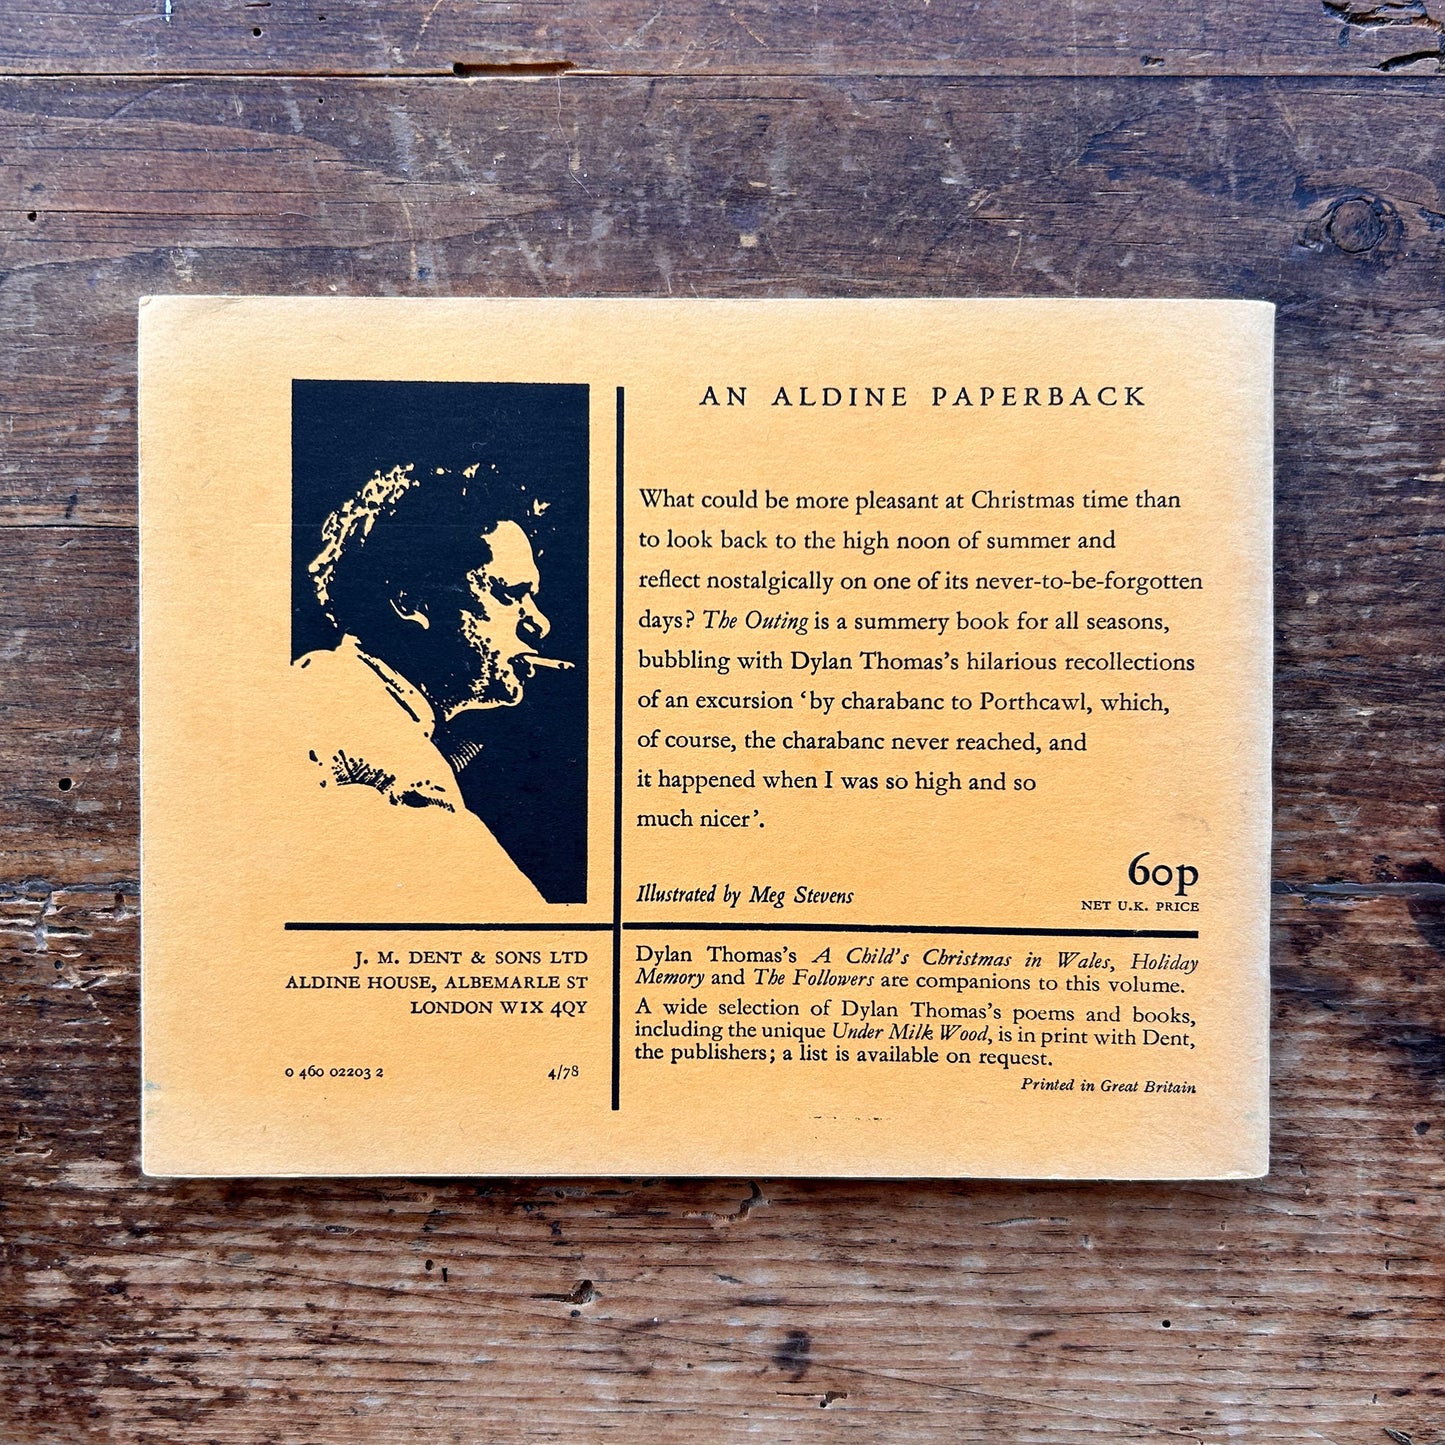 AN ALDINE PAPERBACK
What could be more pleasant at Christmas time than
to look back to the high noon of summer and
reflect nostalgically on one of its never-to-be-forgotten
days? The Outing is a summery book for all seasons,
bubbling with Dylan Thomas's hilarious recollections
of an excursion ‘by charabanc to Porthcawl, which,
of course, the charabanc never reached, and
it happened when I was so high and so
much nicer’.
60p
Illustrated by Meg Stevens
NET U.K. PRICE
J. M. DENT & SONS LTD
ALDINE HOUSE, ALBEMARLE ST
LONDON W1X 4QY
0 460 02203 2
4/78
Dylan Thomas's A Child's Christmas in Wales, Holiday
Memory and The Followers are companions to this volume.
A wide selection of Dylan Thomas's poems and books,
including the unique Under Milk Wood, is in print with Dent,
the publishers; a list is available on request.
Printed in Great Britain